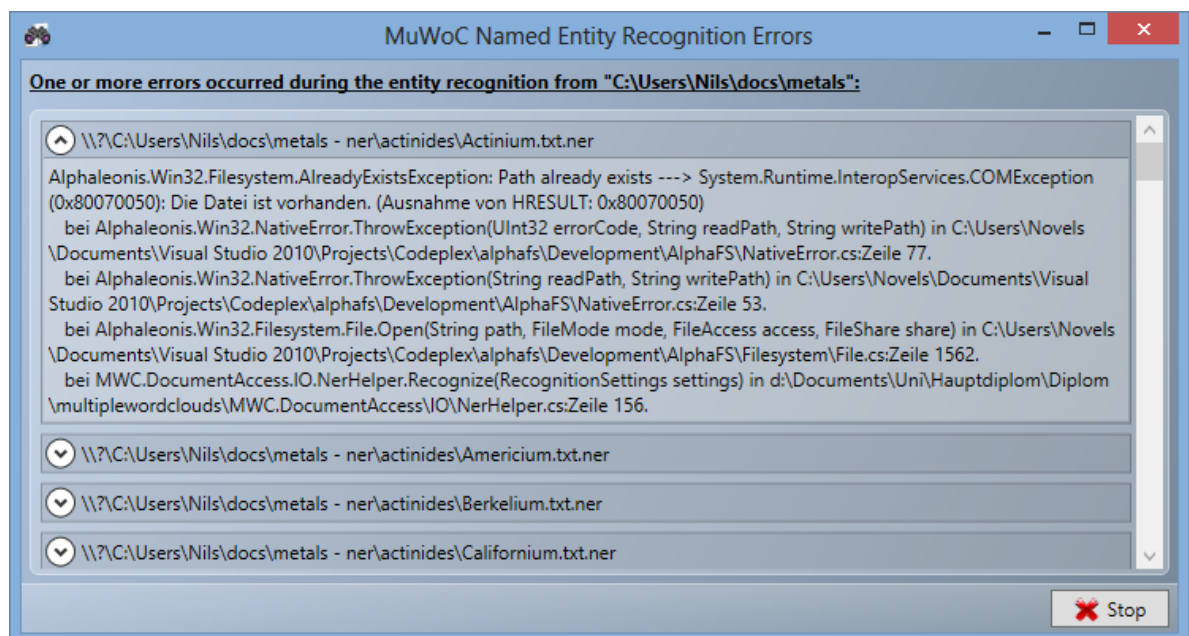 MuWoC Named Entity Recognition Errors
One or more errors occurred during the entity recognition from "C:\Users\Nils\docs\metals":
\\?\C:\Users\Nils\docs\metals - ner\actinides\Actinium.txt.ner
Alphaleonis.Win32.Filesystem.AlreadyExistsException: Path already exists ---> System.Runtime.InteropServices.COMException
(0x80070050): Die Datei ist vorhanden. (Ausnahme von HRESULT: 0x80070050)
bei Alphaleonis.Win32.NativeError.ThrowException(UInt32 errorCode, String readPath, String writePath) in C:\Users\Novels
\Documents\Visual Studio 2010\Projects\Codeplex\alphafs\Development\AlphaFS\NativeError.cs:Zeile 77.
bei Alphaleonis.Win32.NativeError.ThrowException(String readPath, String writePath) in C:\Users\Novels\Documents\Visual
Studio 2010\Projects\Codeplex\alphafs\Development\AlphaFS\NativeError.cs:Zeile 53.
bei Alphaleonis.Win32.Filesystem.File.Open(String path, FileMode mode, FileAccess access, FileShare share) in C:\Users\Novels
\Documents\Visual Studio 2010\Projects\Codeplex\alphafs\Development\AlphaFS\Filesystem\File.cs:Zeile 1562.
bei MWC.DocumentAccess.IO.NerHelper.Recognize(RecognitionSettings settings) in d:\Documents\Uni\Hauptdiplom\Diplom
\multiplewordclouds\MWC.DocumentAccess\IO\NerHelper.cs:Zeile 156.
\\?\C:\Users\Nils\docs\metals - ner\actinides\Americium.txt.ner
\\?\C:\Users\Nils\docs\metals - ner\actinides\Berkelium.txt.ner
\\?\C:\Users\Nils\docs\metals - ner\actinides\Californium.txt.ner
Stop